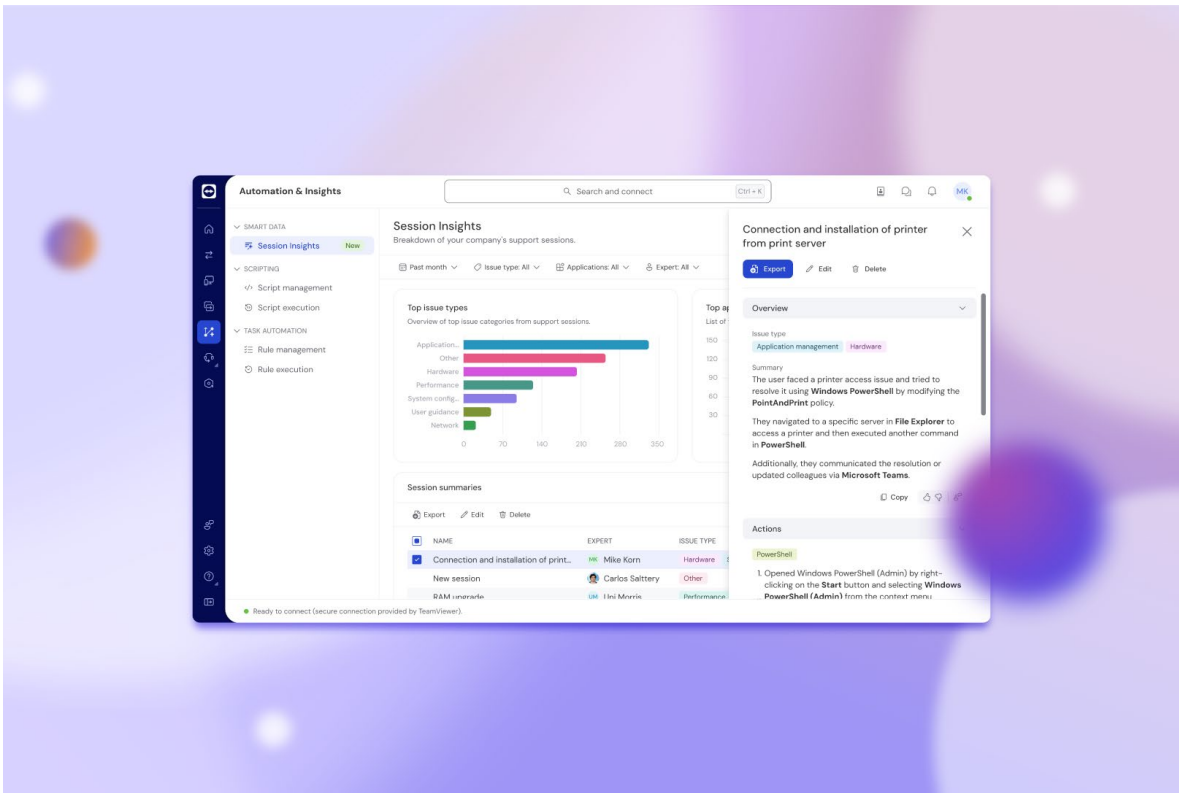 Automation & Insights
Search and connect
Ctrl + K
MK
SMART DATA
Session Insights New
SCRIPTING
Script management
Script execution
TASK AUTOMATION
Rule management
Rule execution
Session Insights
Breakdown of your company's support sessions.
Past month Issue type: All Applications: All Expert: All
Top issue types
Overview of top issue categories from support sessions.
Application...
Other
Hardware
Performance
System config...
User guidance
Network
0 70 140 210 280 350
Top ap
List of
150
120
90
60
30
Session summaries
Export Edit Delete
NAME EXPERT ISSUE TYPE
Connection and installation of print... MK Mike Korn Hardware
New session Carlos Salttery Other
RAM upgrade UM Uni Morris Performance
Connection and installation of printer
from print server
Export Edit Delete
Overview
Issue type
Application management Hardware
Summary
The user faced a printer access issue and tried to
resolve it using Windows PowerShell by modifying the
PointAndPrint policy.
They navigated to a specific server in File Explorer to
access a printer and then executed another command
in PowerShell.
Additionally, they communicated the resolution or
updated colleagues via Microsoft Teams.
Copy
Actions
PowerShell
1. Opened Windows PowerShell (Admin) by right-
clicking on the Start button and selecting Windows
PowerShell (Admin) from the context menu
Ready to connect (secure connection provided by TeamViewer).